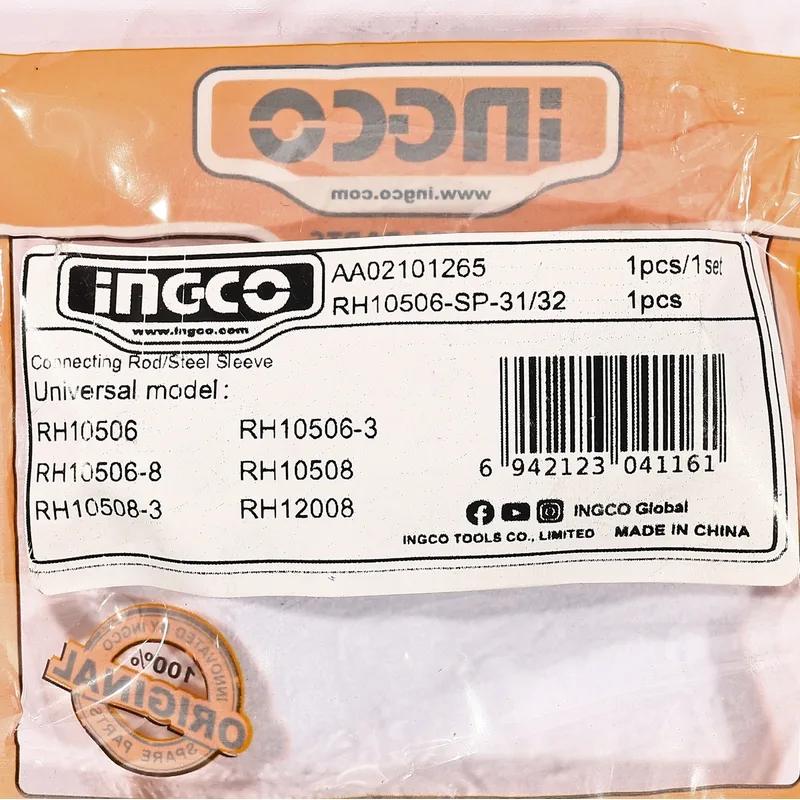 INGCO
www.ingco.com
PARTS
INGCO
www.ingco.com
AA02101265 1pcs/1set
RH10506-SP-31/32 1pcs
Connecting Rod/Steel Sleeve
Universal model:
RH10506 RH10506-3
RH10506-8 RH10508
RH10508-3 RH12008
6 942123 041161
INGCO Global
INGCO TOOLS CO., LIMITED MADE IN CHINA
INNOVATED BY INGCO
100%
ORIGINAL
SPARE PARTS